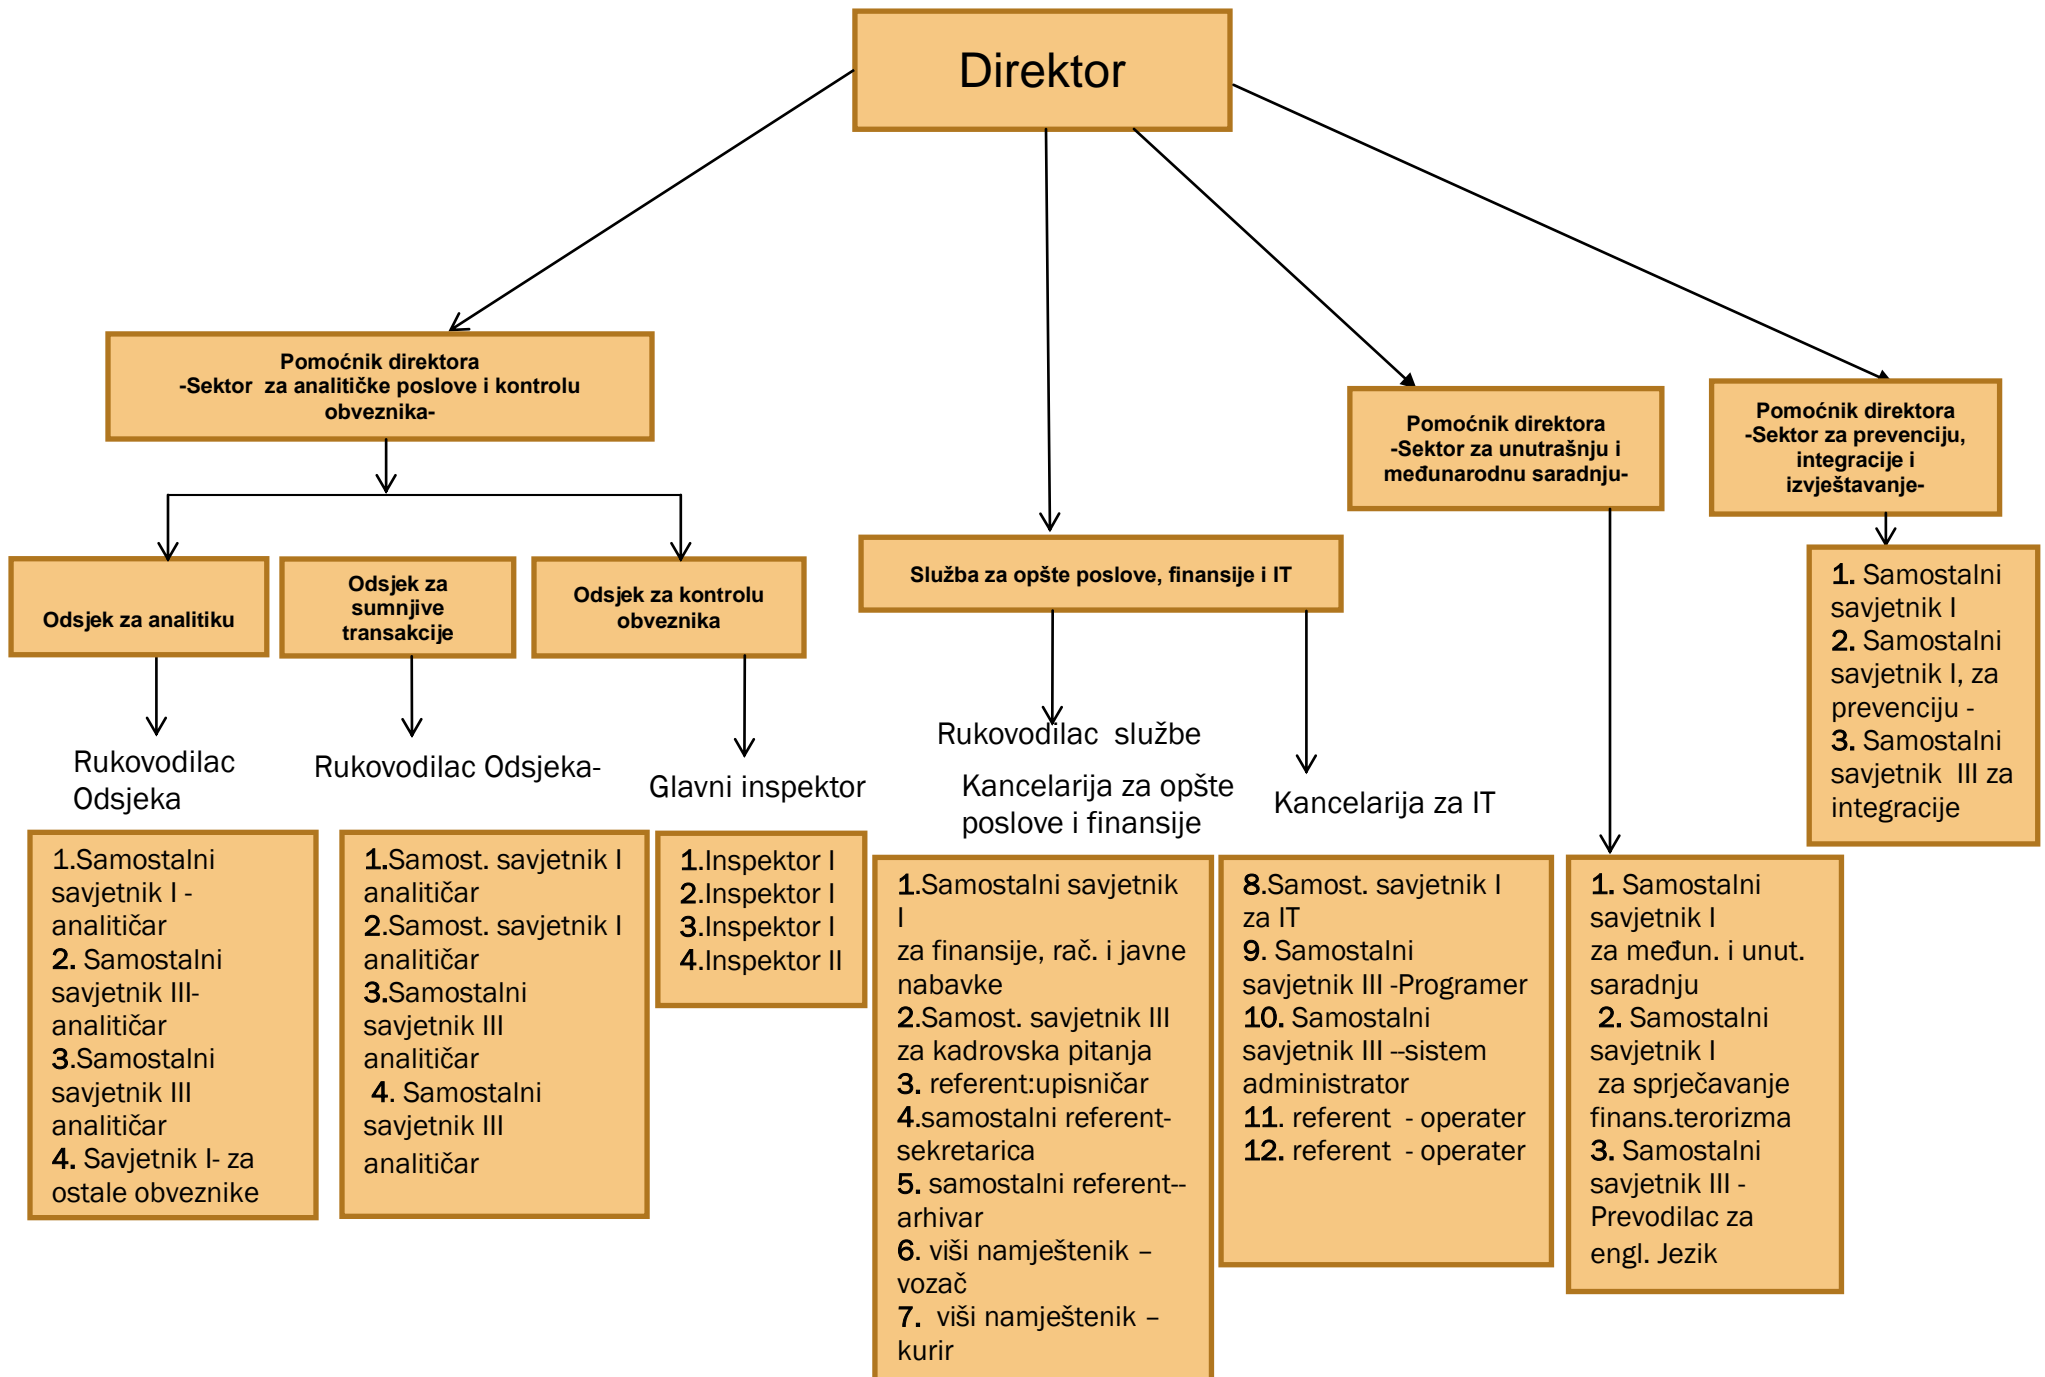 Direktor
Pomoćnik direktora
-Sektor za analitičke poslove i kontrolu
obveznika-
Pomoćnik direktora
-Sektor za unutrašnju i
međunarodnu saradnju-
Pomoćnik direktora
-Sektor za prevenciju,
integracije i
izvještavanje-
Odsjek za analitiku
Odsjek za
sumnjive
transakcije
Odsjek za kontrolu
obveznika
Služba za opšte poslove, finansije i IT
1. Samostalni
savjetnik I
2. Samostalni
savjetnik I, za
prevenciju -
3. Samostalni
savjetnik III za
integracije
Rukovodilac
Odsjeka
Rukovodilac Odsjeka-
Glavni inspektor
Rukovodilac službe
Kancelarija za opšte
poslove i finansije
Kancelarija za IT
1.Samostalni
savjetnik I -
analitičar
2. Samostalni
savjetnik III-
analitičar
3.Samostalni
savjetnik III
analitičar
4. Savjetnik I- za
ostale obveznike
1.Samost. savjetnik I
analitičar
2.Samost. savjetnik I
analitičar
3.Samostalni
savjetnik III
analitičar
4. Samostalni
savjetnik III
analitičar
1.Inspektor I
2.Inspektor I
3.Inspektor I
4.Inspektor II
1.Samostalni savjetnik
I
za finansije, rač. i javne
nabavke
2.Samost. savjetnik III
za kadrovska pitanja
3. referent:upisničar
4.samostalni referent-
sekretarica
5. samostalni referent--
arhivar
6. viši namještenik –
vozač
7. viši namještenik –
kurir
8.Samost. savjetnik I
za IT
9. Samostalni
savjetnik III -Programer
10. Samostalni
savjetnik III --sistem
administrator
11. referent - operater
12. referent - operater
1. Samostalni
savjetnik I
za međun. i unut.
saradnju
2. Samostalni
savjetnik I
za sprječavanje
finans.terorizma
3. Samostalni
savjetnik III -
Prevodilac za
engl. Jezik